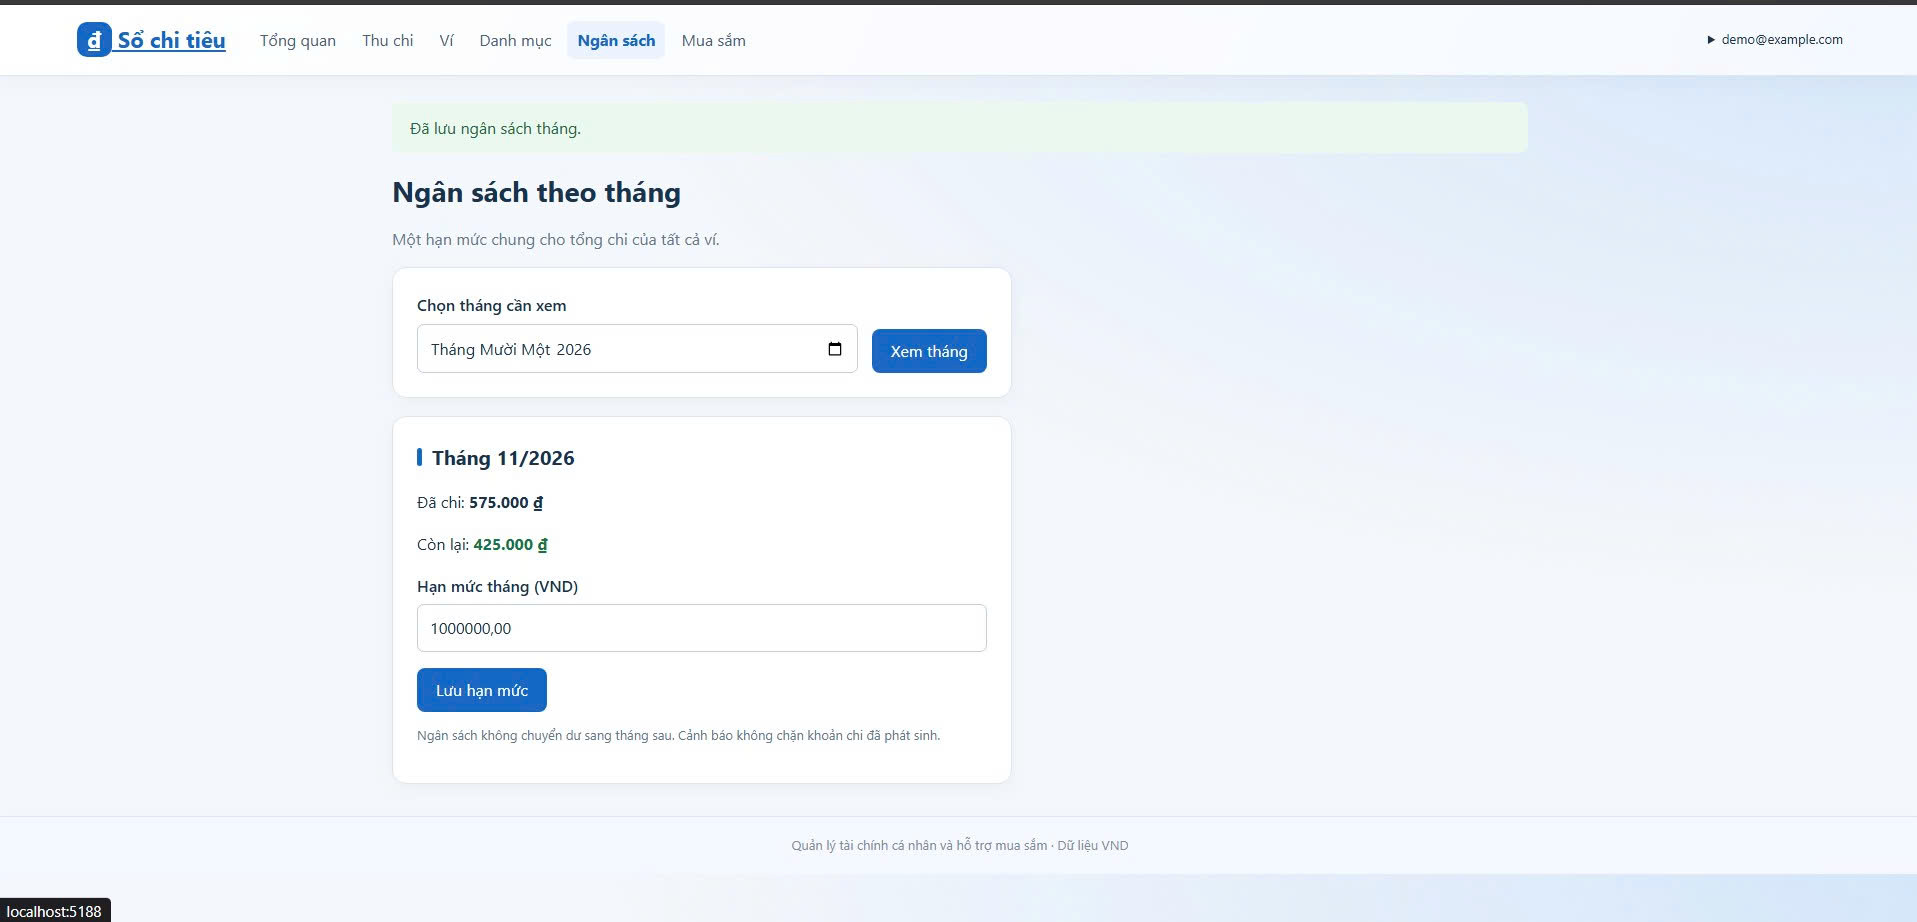 đ Sổ chi tiêu Tổng quan Thu chi Ví Danh mục Ngân sách Mua sắm ▶ demo@example.com
Đã lưu ngân sách tháng.
Ngân sách theo tháng
Một hạn mức chung cho tổng chi của tất cả ví.
Chọn tháng cần xem
Tháng Mười Một 2026
Xem tháng
Tháng 11/2026
Đã chi: 575.000 ₫
Còn lại: 425.000 ₫
Hạn mức tháng (VND)
1000000,00
Lưu hạn mức
Ngân sách không chuyển dư sang tháng sau. Cảnh báo không chặn khoản chi đã phát sinh.
Quản lý tài chính cá nhân và hỗ trợ mua sắm · Dữ liệu VND
localhost:5188